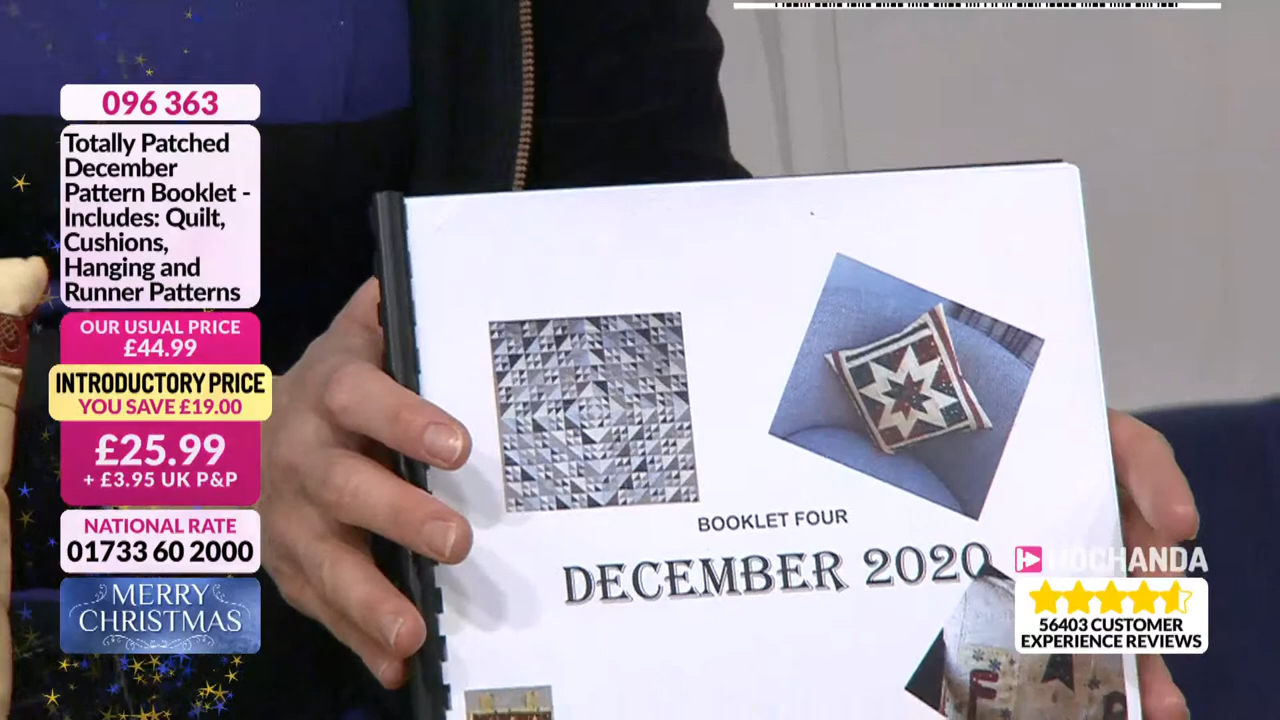 096 363
Totally Patched
December
Pattern Booklet -
Includes: Quilt,
Cushions,
Hanging and
Runner Patterns
OUR USUAL PRICE
£44.99
INTRODUCTORY PRICE
YOU SAVE £19.00
£25.99
+ £3.95 UK P&P
NATIONAL RATE
01733 60 2000
MERRY
CHRISTMAS
BOOKLET FOUR
DECEMBER 2020
HOCHANDA
56403 CUSTOMER
EXPERIENCE REVIEWS